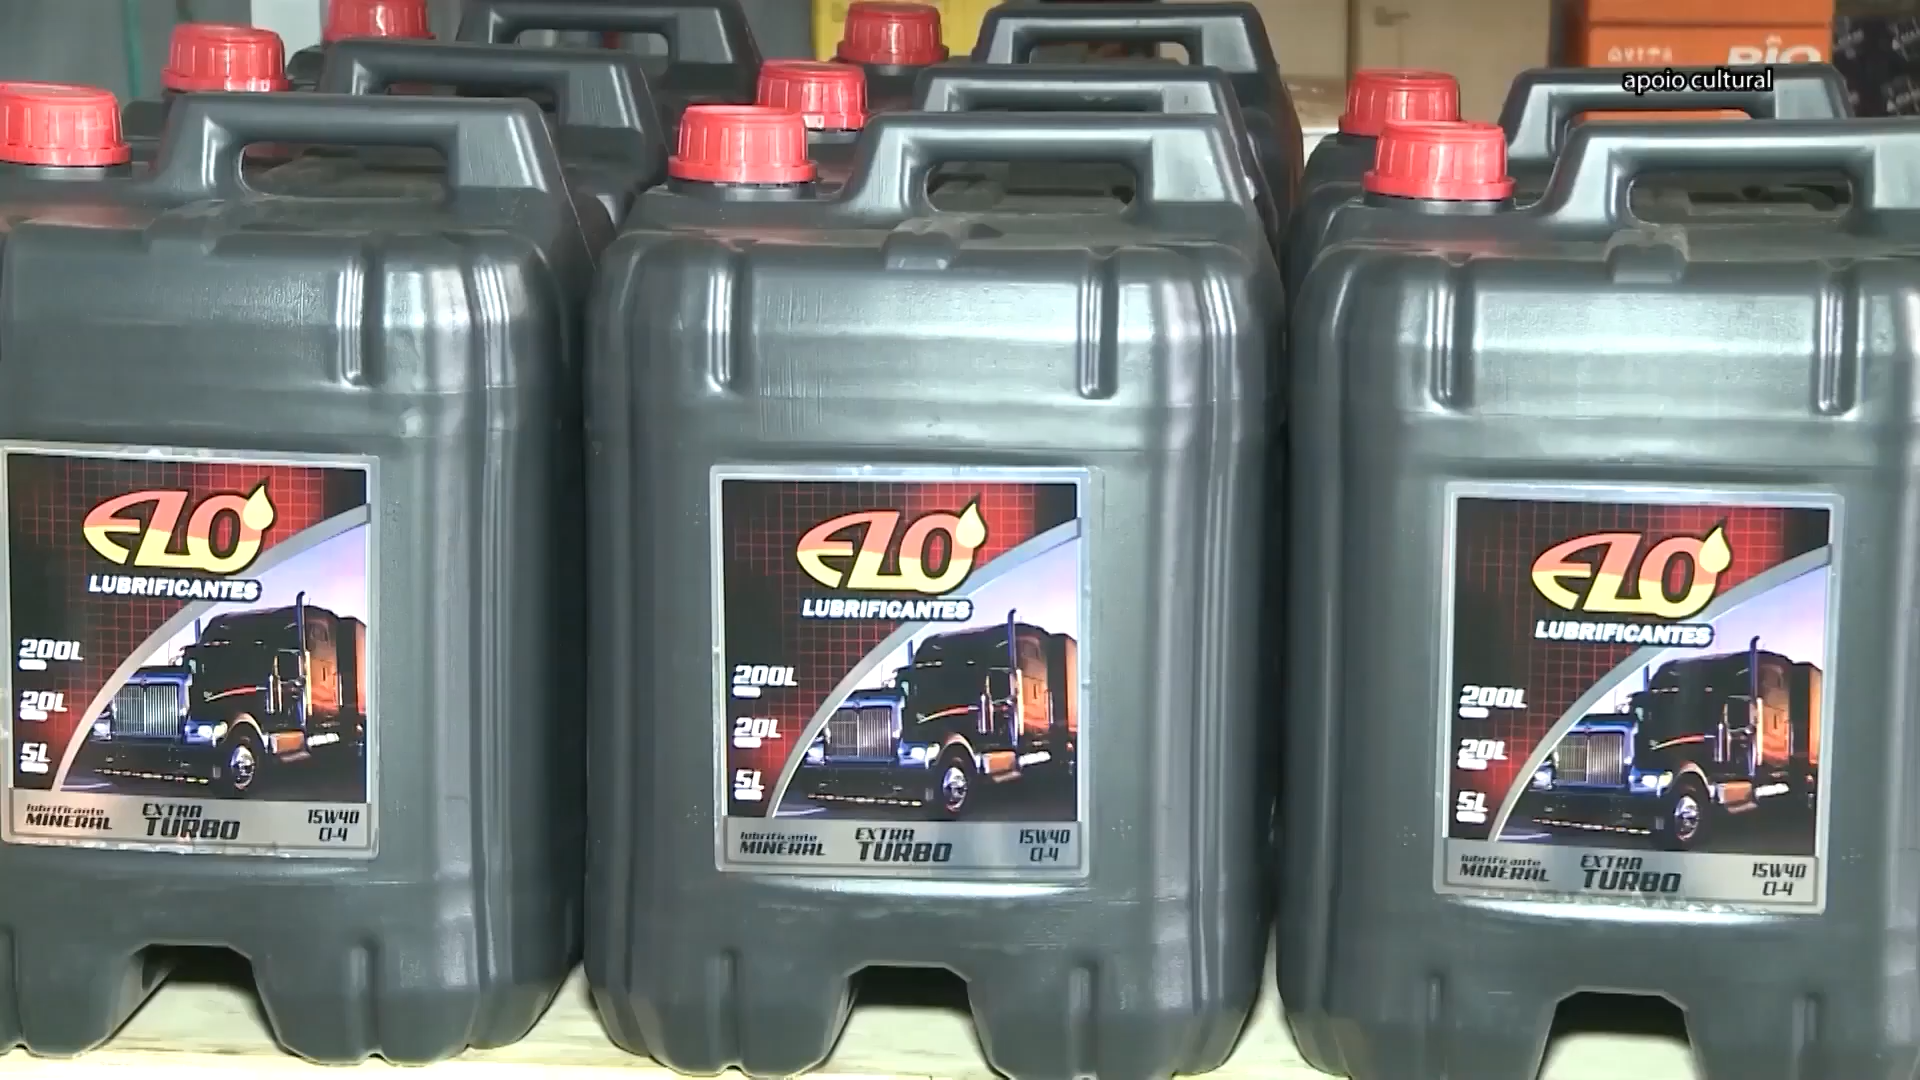 apoio cultural
BIO
ELO
LUBRIFICANTES
200L
20L
5L
lubrificante
MINERAL
EXTRA
TURBO
15W40
CI-4
ELO
LUBRIFICANTES
200L
20L
5L
lubrificante
MINERAL
EXTRA
TURBO
15W40
CI-4
ELO
LUBRIFICANTES
200L
20L
5L
lubrificante
MINERAL
EXTRA
TURBO
15W40
CI-4